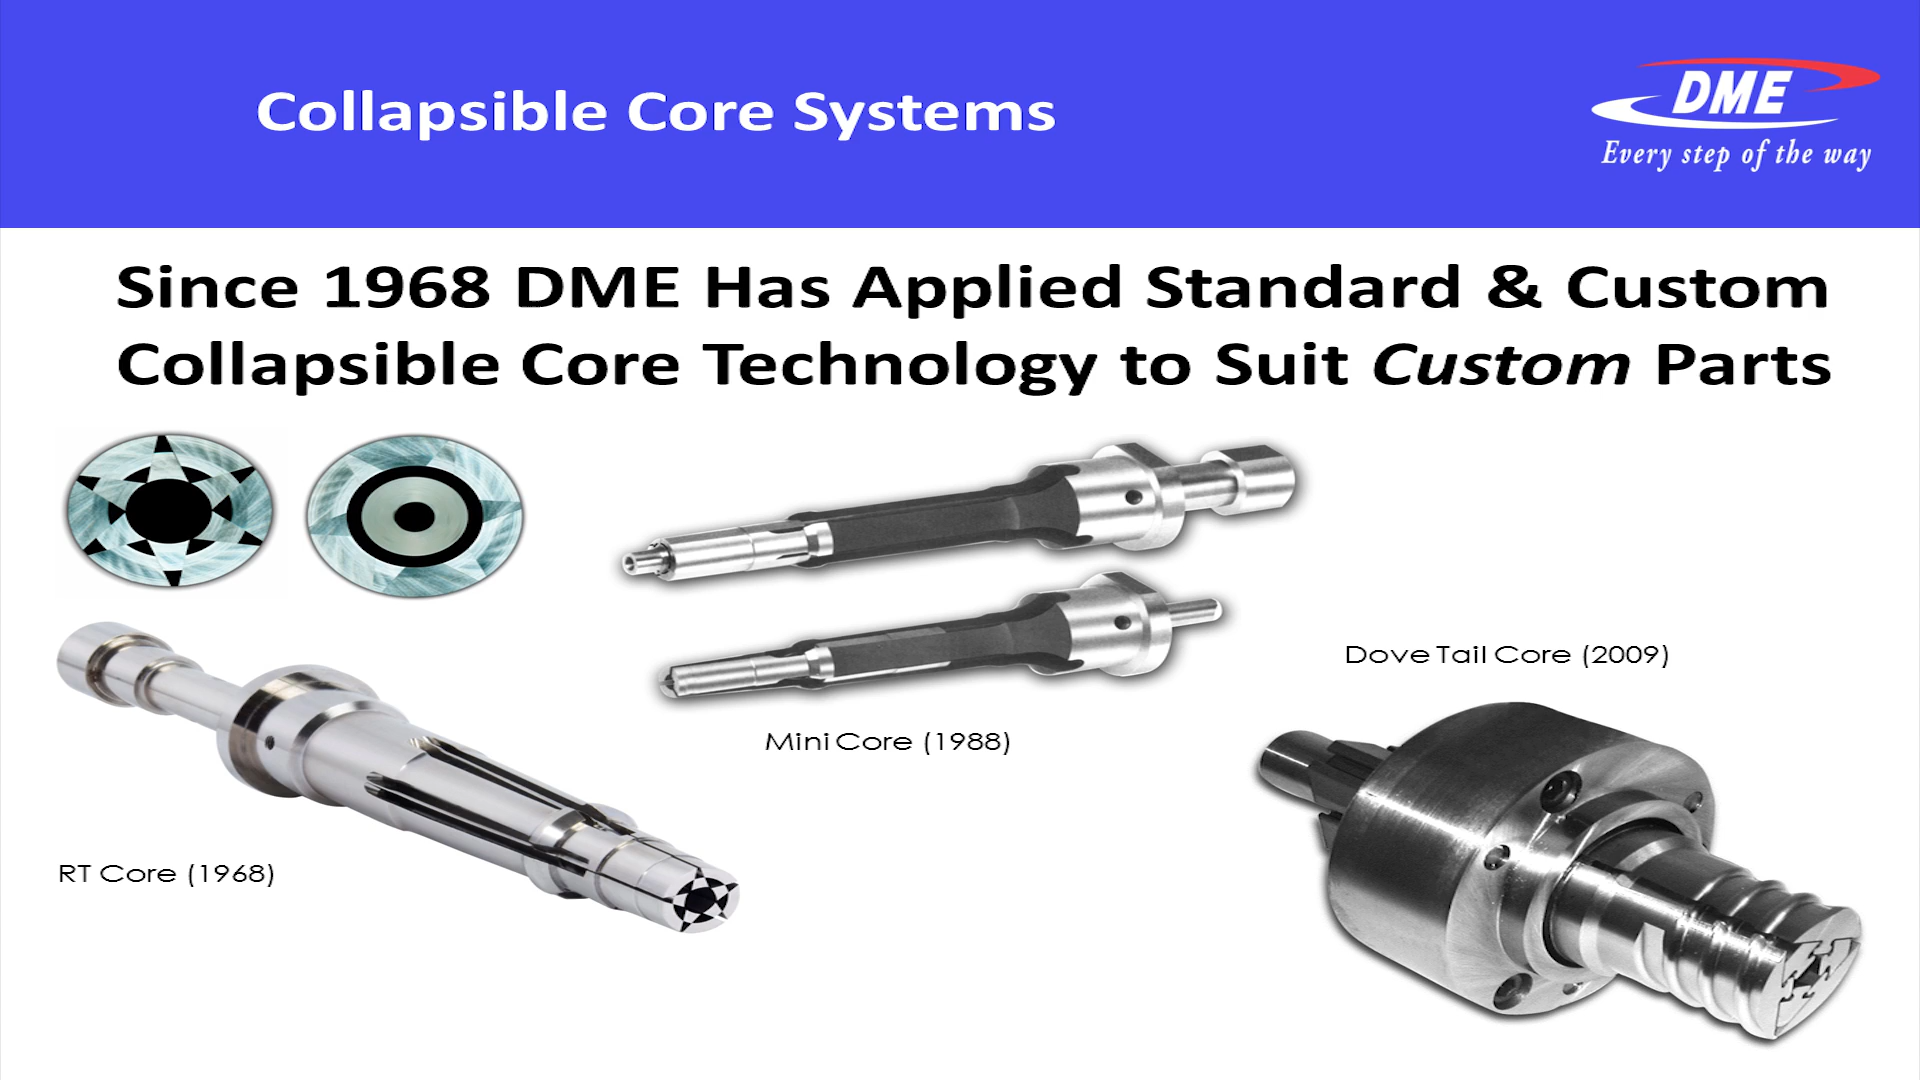 Collapsible Core Systems
DME
Every step of the way
Since 1968 DME Has Applied Standard & Custom
Collapsible Core Technology to Suit Custom Parts
Dove Tail Core (2009)
Mini Core (1988)
RT Core (1968)